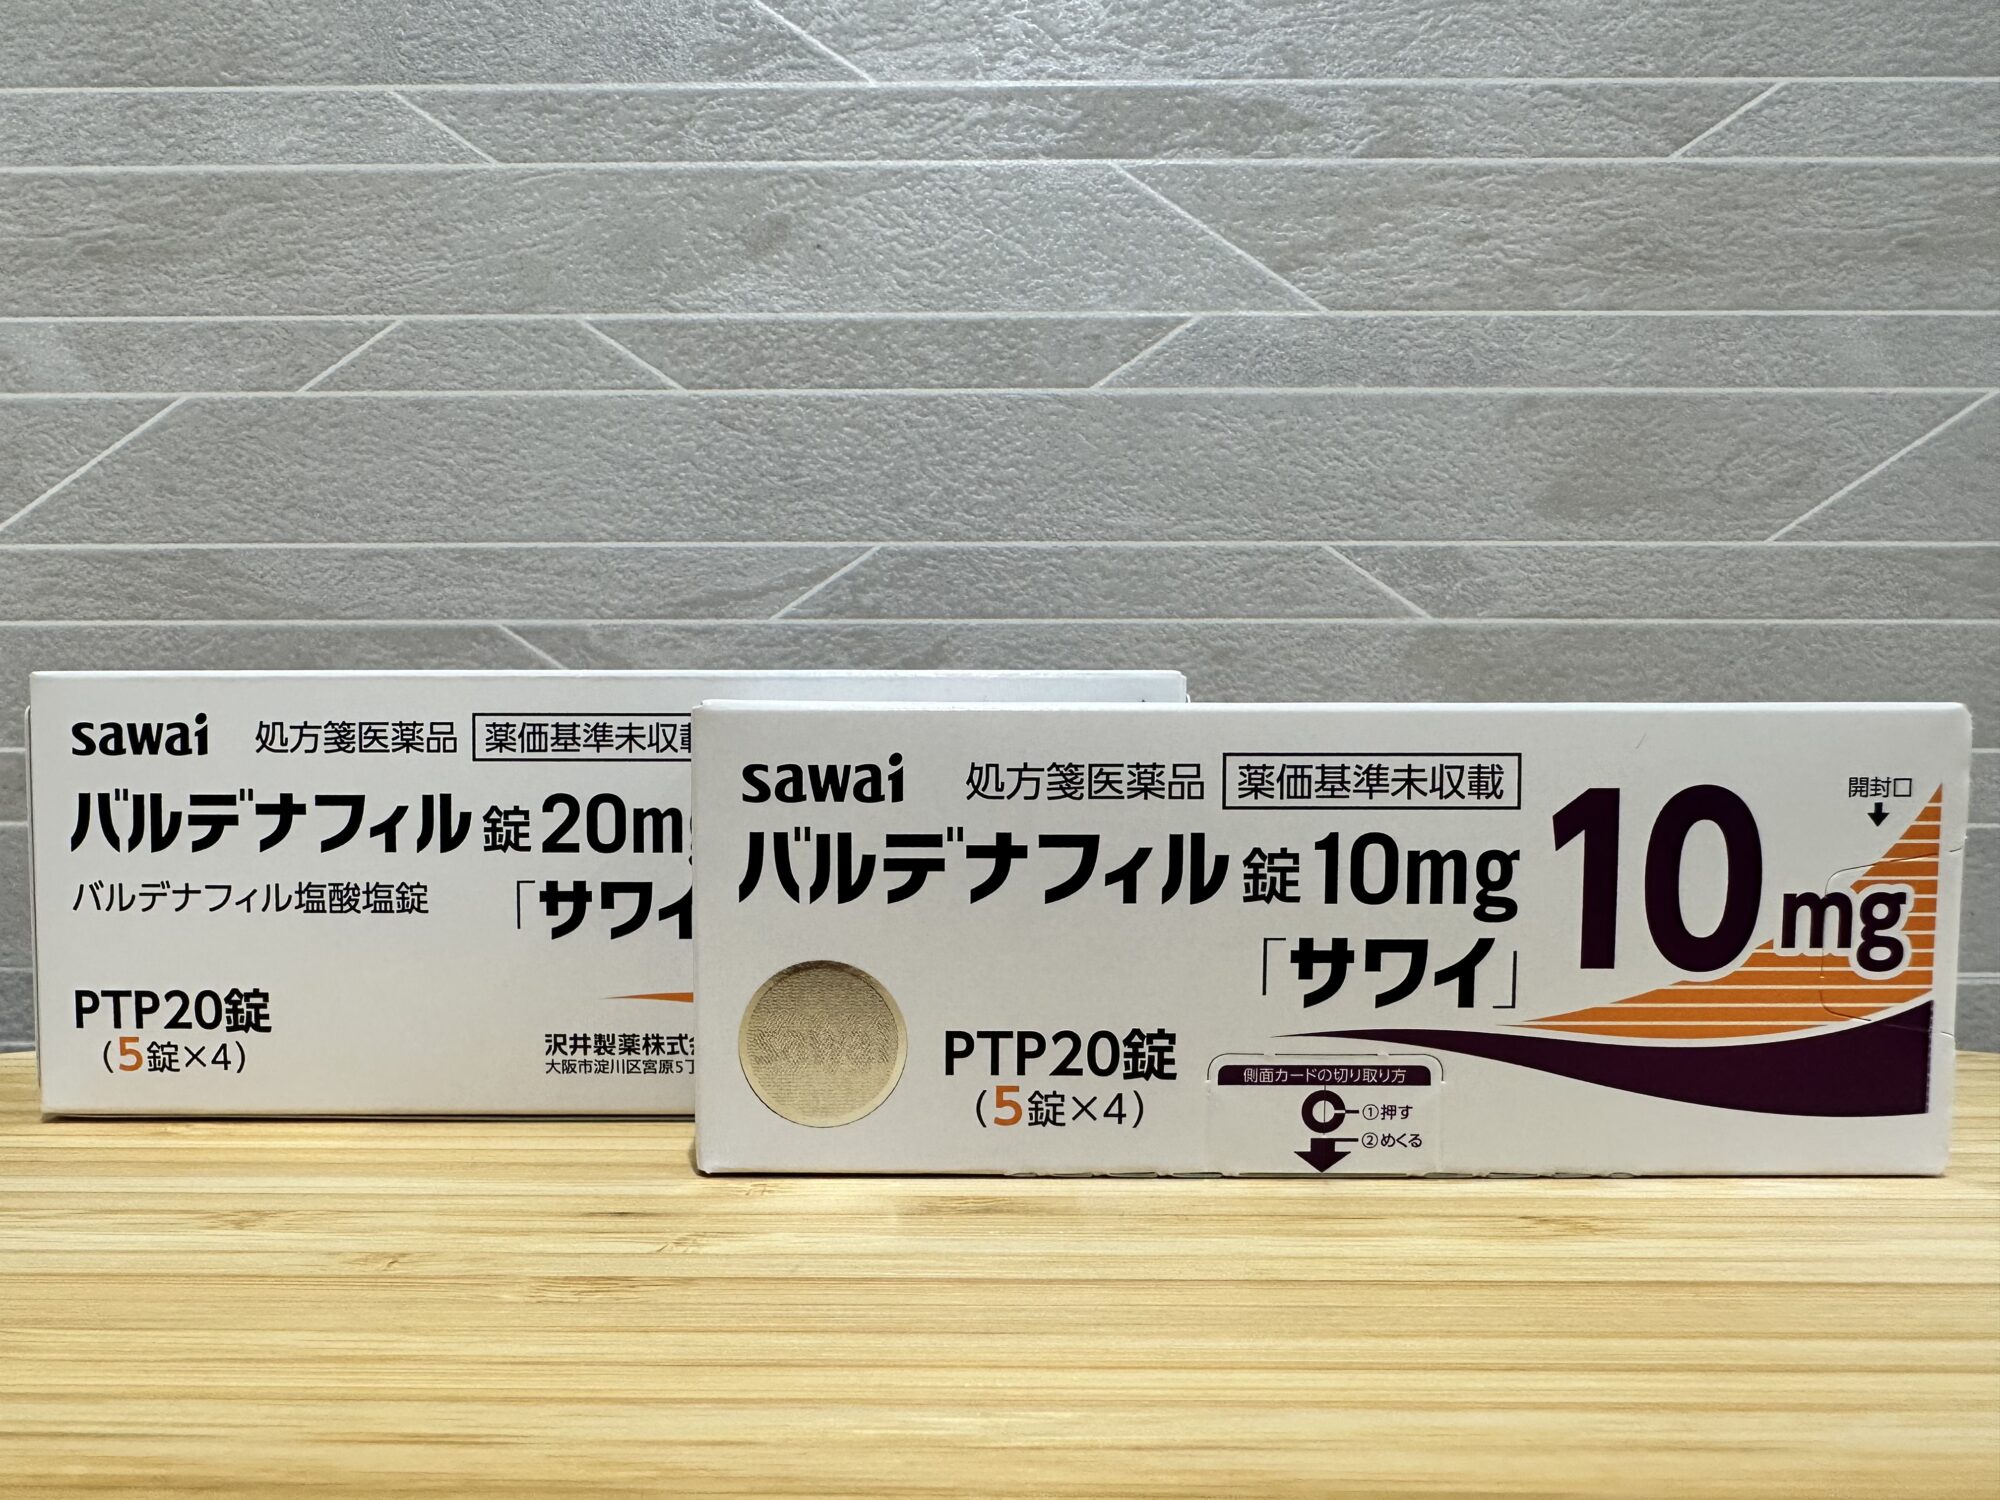 sawai 処方箋医薬品 薬価基準未収
バルデナフィル錠20m
バルデナフィル塩酸塩錠
「サワイ
PTP20錠
(5錠×4)
沢井製薬株式
大阪市淀川区宮原5丁
sawai 処方箋医薬品 薬価基準未収載
バルデナフィル錠10mg
「サワイ」
10mg
開封口
PTP20錠
(5錠×4)
側面カードの切り取り方
①押す
②めくる